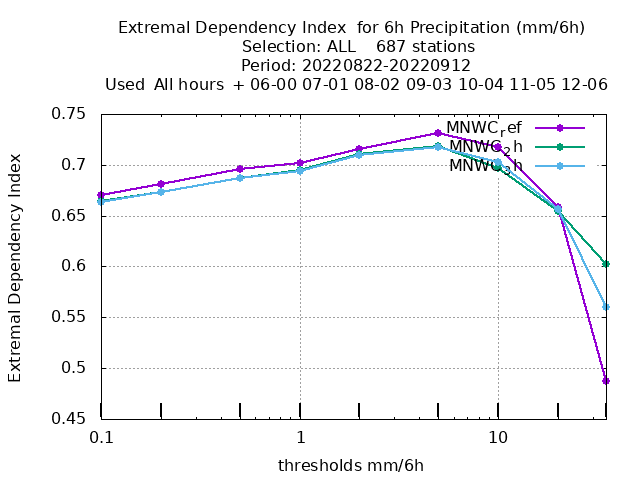 Extremal Dependency Index  for 6h Precipitation (mm/6h)
Selection: ALL    687 stations
Period: 20220822-20220912
Used  All hours  + 06-00 07-01 08-02 09-03 10-04 11-05 12-06
0.75
0.7
0.65
0.6
0.55
0.5
0.45
Extremal Dependency Index
MNWC_ref
MNWC_2h
MNWC_3h
0.1
1
10
thresholds mm/6h